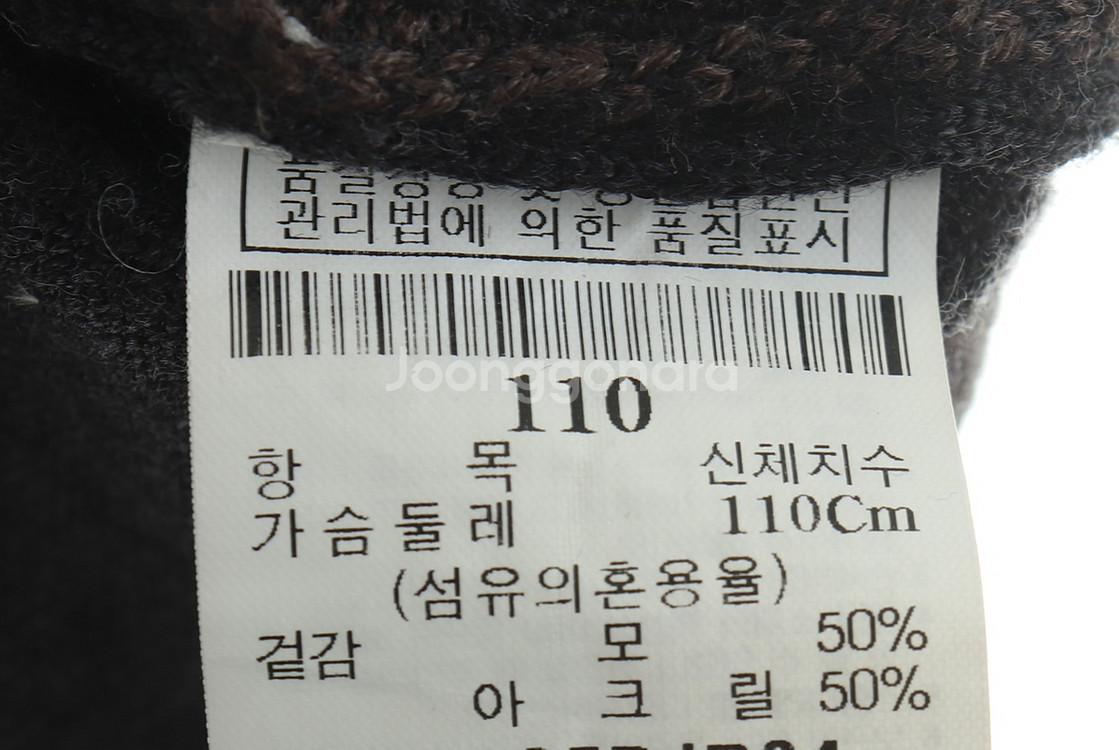 관리법에 의한 품질표시
Joonggonara
110
항 목 신체치수
가슴둘레 110Cm
(섬유의혼용율)
겉감 모 50%
아크릴 50%